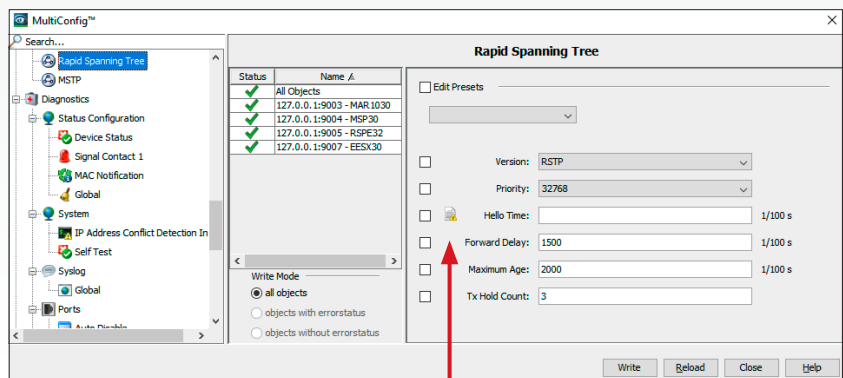 MultiConfig™
Search...
Rapid Spanning Tree
MSTP
Diagnostics
Status Configuration
Device Status
Signal Contact 1
MAC Notification
Global
System
IP Address Conflict Detection In
Self Test
Syslog
Global
Ports
Auto Disable
Status Name
All Objects
127.0.0.1:9003 - MAR1030
127.0.0.1:9004 - MSP30
127.0.0.1:9005 - RSPE32
127.0.0.1:9007 - EESX30
Write Mode
all objects
objects with errorstatus
objects without errorstatus
Rapid Spanning Tree
Edit Presets
Version: RSTP
Priority: 32768
Hello Time: 1/100 s
Forward Delay: 1500 1/100 s
Maximum Age: 2000 1/100 s
Tx Hold Count: 3
Write Reload Close Help